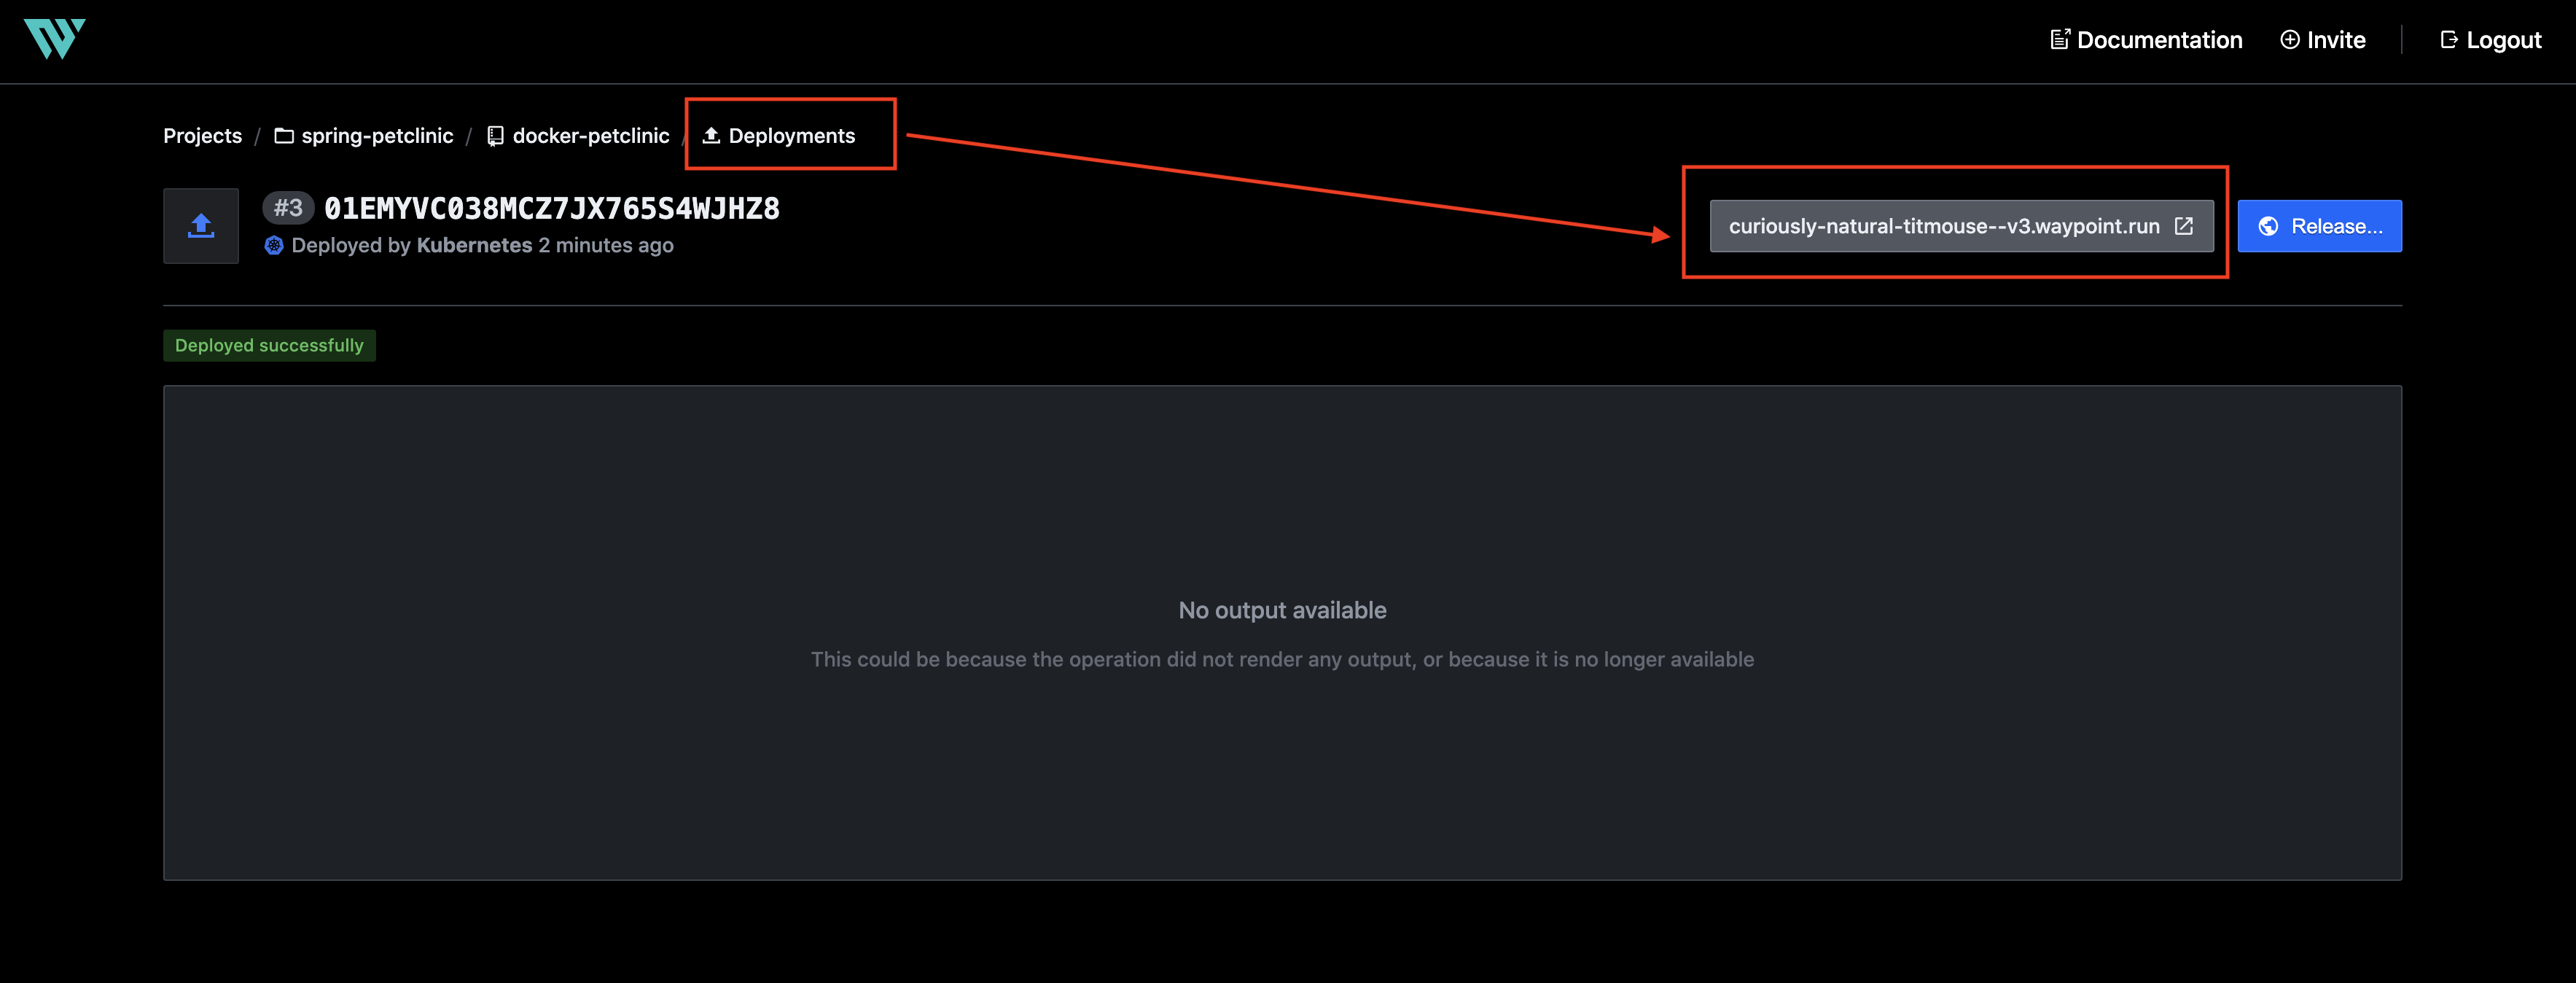 Documentation Invite Logout
Projects / spring-petclinic / docker-petclinic / Deployments
#3 01EMYVC038MCZ7JX765S4WJHZ8
Deployed by Kubernetes 2 minutes ago
curiously-natural-titmouse--v3.waypoint.run Release...
Deployed successfully
No output available
This could be because the operation did not render any output, or because it is no longer available